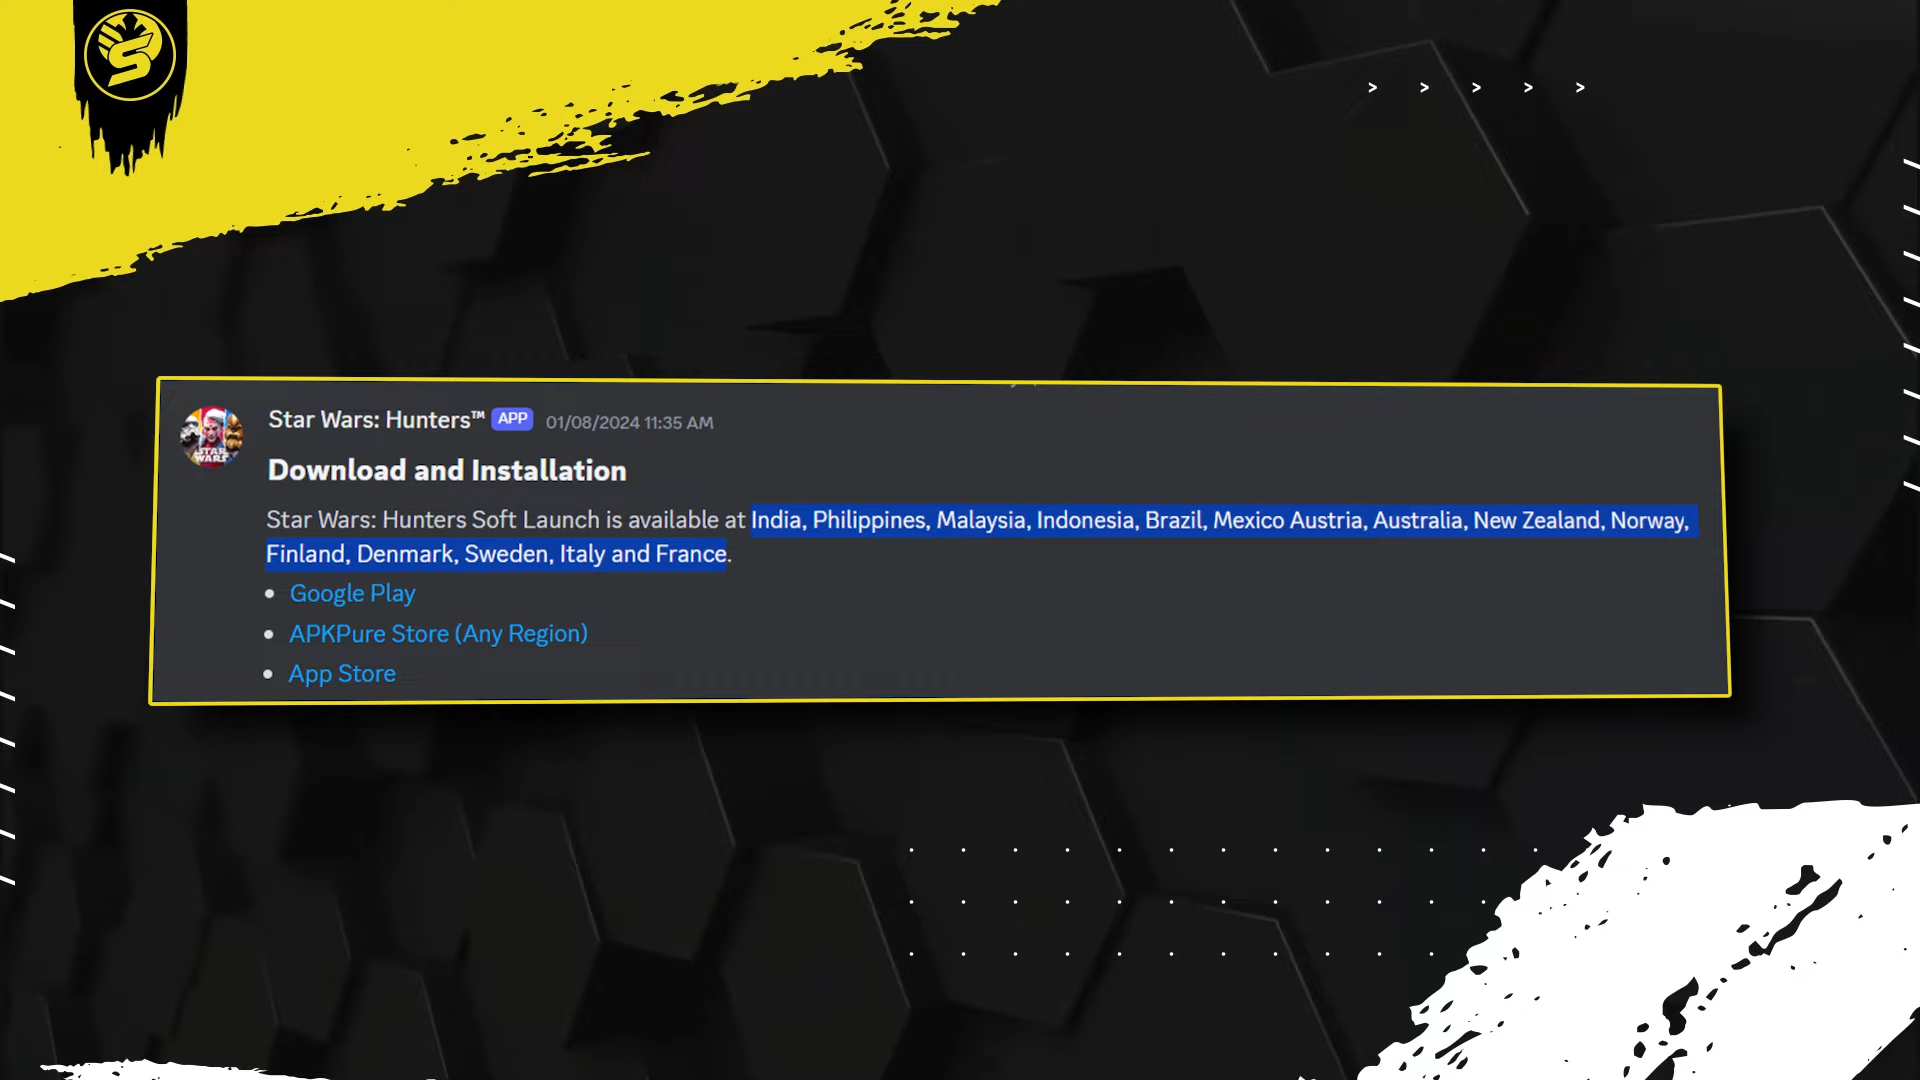 S
> > > > >
Star Wars: Hunters™ APP 01/08/2024 11:35 AM
STAR
WARS
Download and Installation
Star Wars: Hunters Soft Launch is available at India, Philippines, Malaysia, Indonesia, Brazil, Mexico Austria, Australia, New Zealand, Norway,
Finland, Denmark, Sweden, Italy and France.
• Google Play
• APKPure Store (Any Region)
• App Store